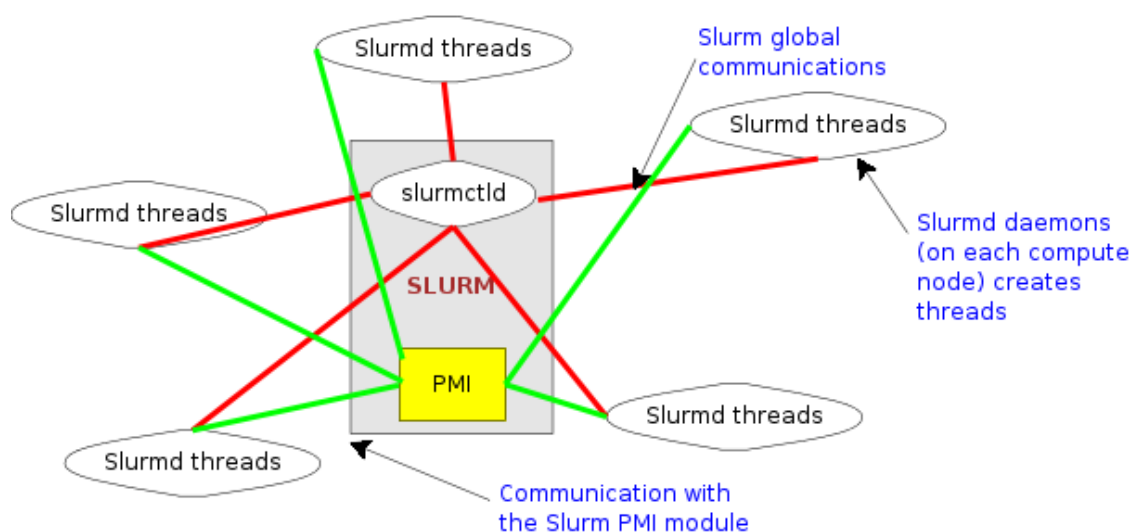 Slurmd threads
Slurm global
communications
Slurmd threads
slurmctld
Slurmd threads
Slurmd daemons
(on each compute
node) creates
threads
SLURM
PMI
Slurmd threads
Slurmd threads
Communication with
the Slurm PMI module